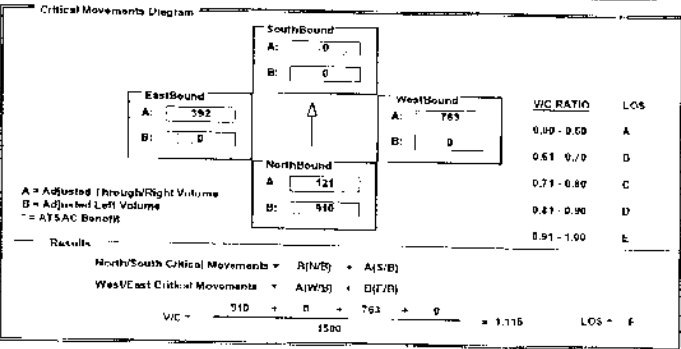 Critical Movements Diagram
SouthBound
A: 0
B: 0
EastBound
A: 392
B: 0
WestBound
A: 763
B: 0
NorthBound
A 121
B: 910
V/C RATIO LOS
0.00 - 0.60 A
0.61 0.70 B
0.71 - 0.80 C
0.81 - 0.90 D
0.91 - 1.00 E
A = Adjusted Through/Right Volume
B = Adjusted Left Volume
* = ATSAC Benefit
Results
North/South Critical Movements = B(N/B) + A(S/B)
West/East Critical Movements = A(W/B) + B(E/B)
V/C = 910 + 0 + 763 + 0
1500
= 1.115 LOS = F